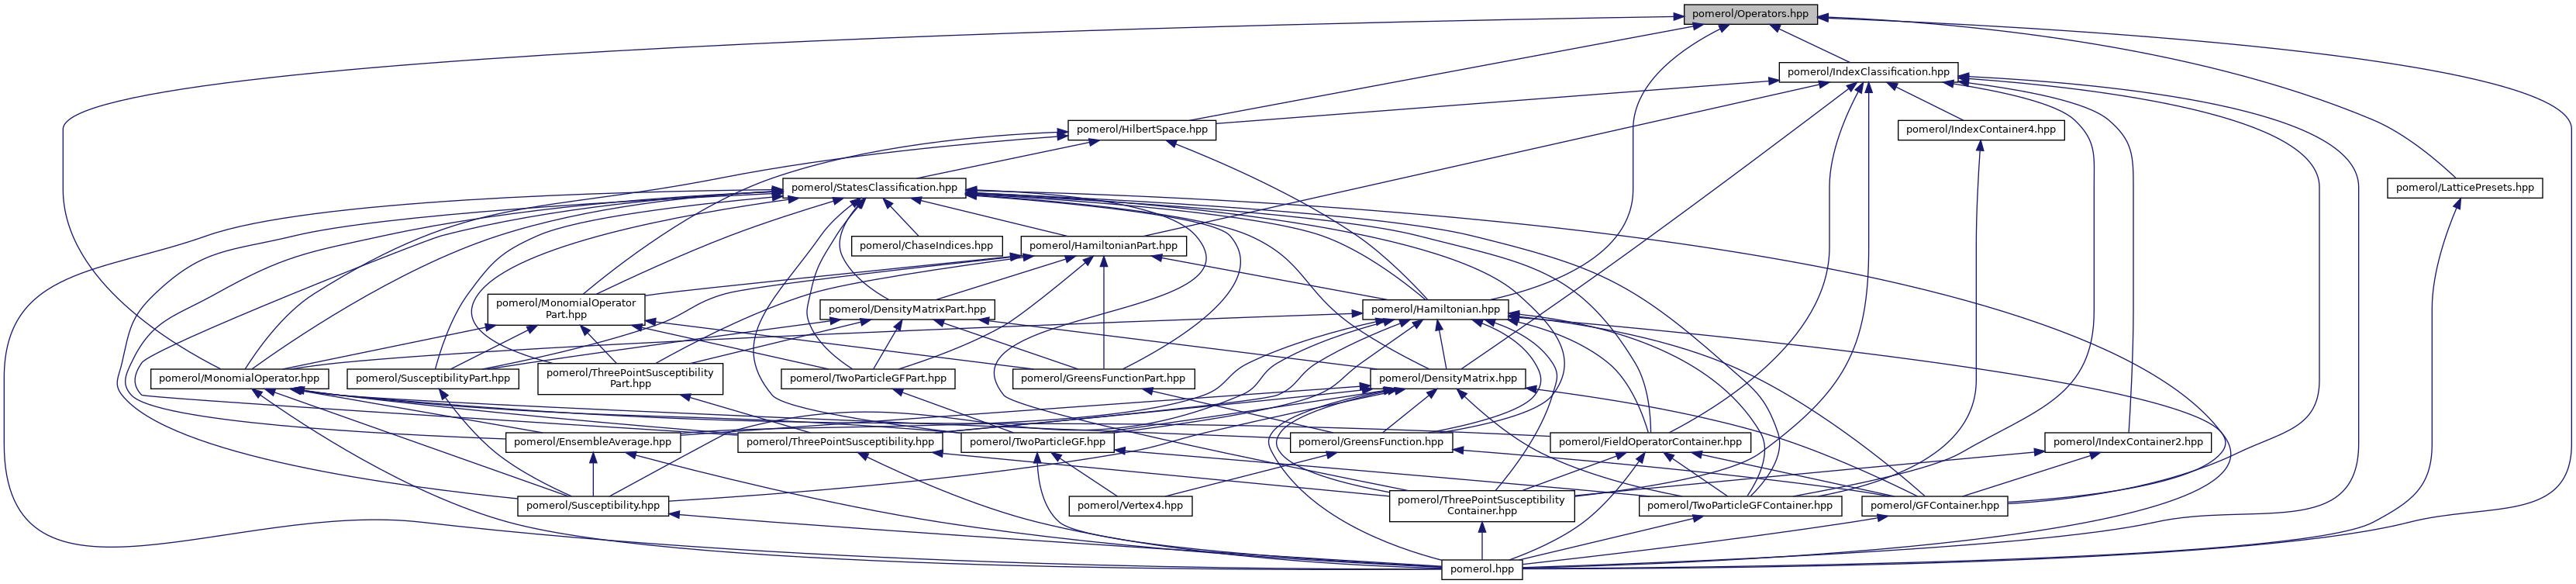 pomerol/Operators.hpp
pomerol/IndexClassification.hpp
pomerol/HilbertSpace.hpp
pomerol/IndexContainer4.hpp
pomerol/StatesClassification.hpp
pomerol/LatticePresets.hpp
pomerol/ChaseIndices.hpp
pomerol/HamiltonianPart.hpp
pomerol/MonomialOperator
Part.hpp
pomerol/DensityMatrixPart.hpp
pomerol/Hamiltonian.hpp
pomerol/MonomialOperator.hpp
pomerol/SusceptibilityPart.hpp
pomerol/ThreePointSusceptibility
Part.hpp
pomerol/TwoParticleGFPart.hpp
pomerol/GreensFunctionPart.hpp
pomerol/DensityMatrix.hpp
pomerol/EnsembleAverage.hpp
pomerol/ThreePointSusceptibility.hpp
pomerol/TwoParticleGF.hpp
pomerol/GreensFunction.hpp
pomerol/FieldOperatorContainer.hpp
pomerol/IndexContainer2.hpp
pomerol/Susceptibility.hpp
pomerol/Vertex4.hpp
pomerol/ThreePointSusceptibility
Container.hpp
pomerol/TwoParticleGFContainer.hpp
pomerol/GFContainer.hpp
pomerol.hpp